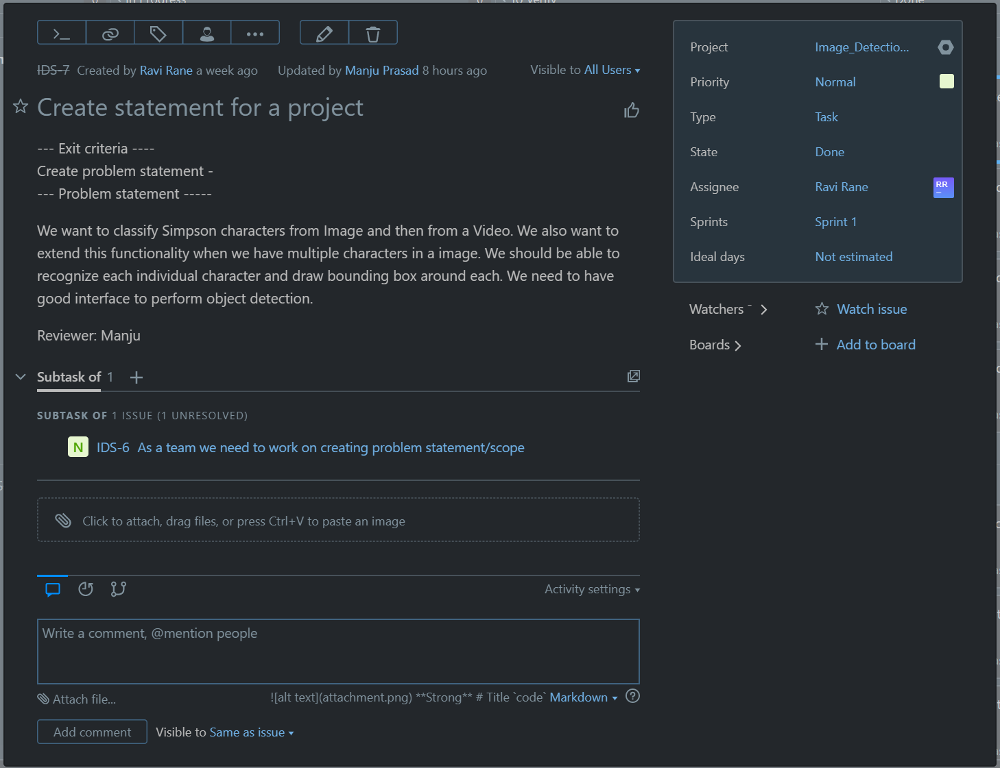 IDS-7 Created by Ravi Rane a week ago Updated by Manju Prasad 8 hours ago Visible to All Users
Create statement for a project
--- Exit criteria ----
Create problem statement -
--- Problem statement -----
We want to classify Simpson characters from Image and then from a Video. We also want to
extend this functionality when we have multiple characters in a image. We should be able to
recognize each individual character and draw bounding box around each. We need to have
good interface to perform object detection.
Reviewer: Manju
Subtask of 1
SUBTASK OF 1 ISSUE (1 UNRESOLVED)
N IDS-6 As a team we need to work on creating problem statement/scope
Click to attach, drag files, or press Ctrl+V to paste an image
Activity settings
Write a comment, @mention people
Attach file...
![alt text](attachment.png) **Strong** # Title `code` Markdown
Add comment Visible to Same as issue
Project Image_Detectio...
Priority Normal
Type Task
State Done
Assignee Ravi Rane RR
Sprints Sprint 1
Ideal days Not estimated
Watchers - Watch issue
Boards Add to board